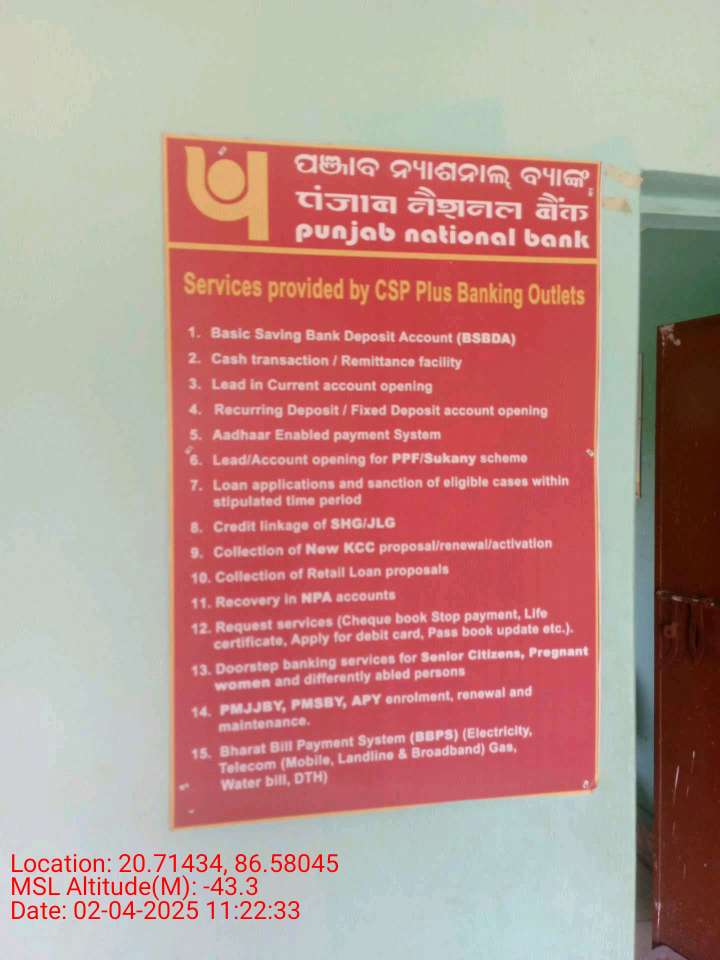 ପଞ୍ଜାବ ନ୍ୟାଶନାଲ୍ ବ୍ୟାଙ୍କ
पंजाब नैशनल बैंक
punjab national bank
Services provided by CSP Plus Banking Outlets
1. Basic Saving Bank Deposit Account (BSBDA)
2. Cash transaction / Remittance facility
3. Lead in Current account opening
4. Recurring Deposit / Fixed Deposit account opening
5. Aadhaar Enabled payment System
6. Lead/Account opening for PPF/Sukany scheme
7. Loan applications and sanction of eligible cases within
stipulated time period
8. Credit linkage of SHG/JLG
9. Collection of New KCC proposal/renewal/activation
10. Collection of Retail Loan proposals
11. Recovery in NPA accounts
12. Request services (Cheque book Stop payment, Life
certificate, Apply for debit card, Pass book update etc.).
13. Doorstep banking services for Senior Citizens, Pregnant
women and differently abled persons
14. PMJJBY, PMSBY, APY enrolment, renewal and
maintenance.
15. Bharat Bill Payment System (BBPS) (Electricity,
Telecom (Mobile, Landline & Broadband) Gas,
Water bill, DTH)
Location: 20.71434, 86.58045
MSL Altitude(M): -43.3
Date: 02-04-2025 11:22:33